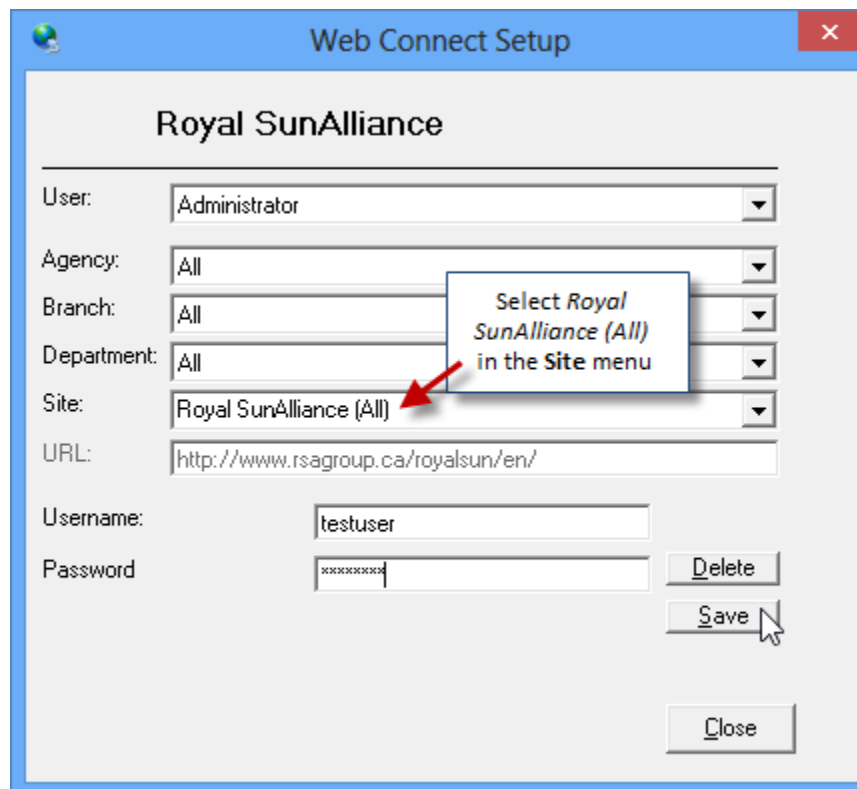 Web Connect Setup
Royal SunAlliance
User: Administrator
Agency: All
Branch: All
Department: All
Select Royal
SunAlliance (All)
in the Site menu
Site: Royal SunAlliance (All)
URL: http://www.rsagroup.ca/royalsun/en/
Username: testuser
Password ********
Delete
Save
Close